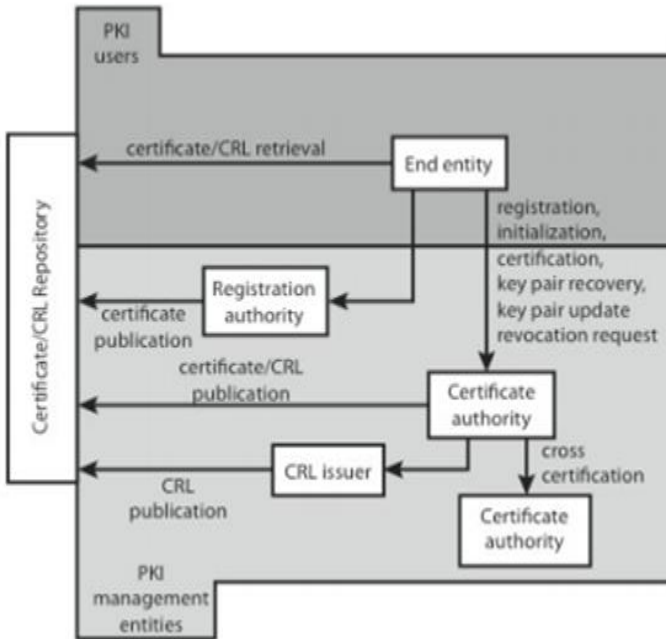 PKI
users
certificate/CRL retrieval
End entity
registration,
initialization,
certification,
key pair recovery,
key pair update
revocation request
Certificate/CRL Repository
Registration
authority
certificate
publication
certificate/CRL
publication
Certificate
authority
CRL issuer
cross
certification
CRL
publication
Certificate
authority
PKI
management
entities